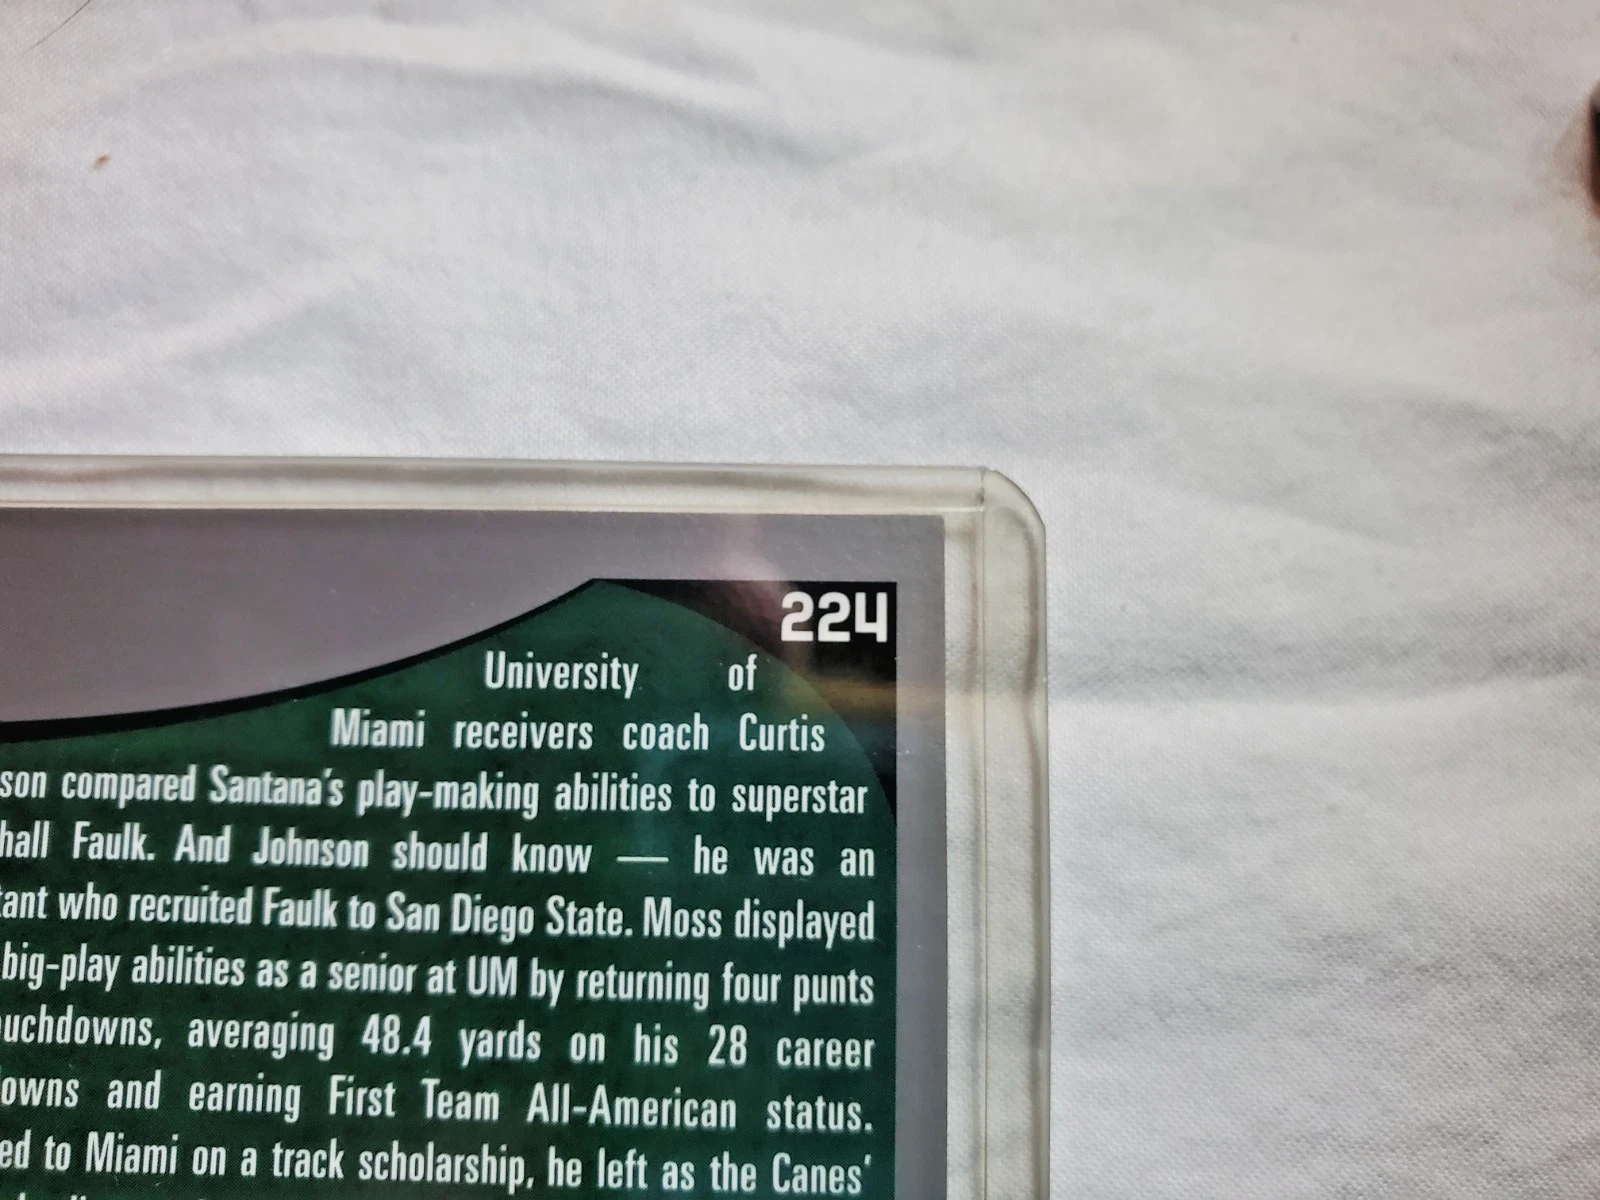 224
University of
Miami receivers coach Curtis
son compared Santana's play-making abilities to superstar
hall Faulk. And Johnson should know — he was an
tant who recruited Faulk to San Diego State. Moss displayed
big-play abilities as a senior at UM by returning four punts
ouchdowns, averaging 48.4 yards on his 28 career
owns and earning First Team All-American status.
ed to Miami on a track scholarship, he left as the Canes'